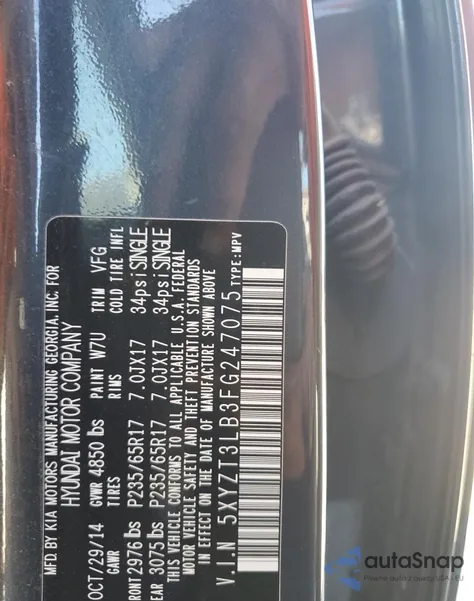 MFD. BY KIA MOTORS MANUFACTURING GEORGIA, INC. FOR
HYUNDAI MOTOR COMPANY
OCT/29/14 GVWR 4850 lbs PAINT W7U TRIM VFG
GAWR TIRES RIMS COLD TIRE INFL
RONT 2976 lbs P235/65R17 7.0JX17 34psi SINGLE
3075 lbs P235/65R17 7.0JX17 34psi SINGLE
THIS VEHICLE CONFORMS TO ALL APPLICABLE U.S.A. FEDERAL
MOTOR VEHICLE SAFETY AND THEFT PREVENTION STANDARDS
IN EFFECT ON THE DATE OF MANUFACTURE SHOWN ABOVE
V.I.N 5XYZT3LB3FG247075 TYPE:MPV
autoSnap